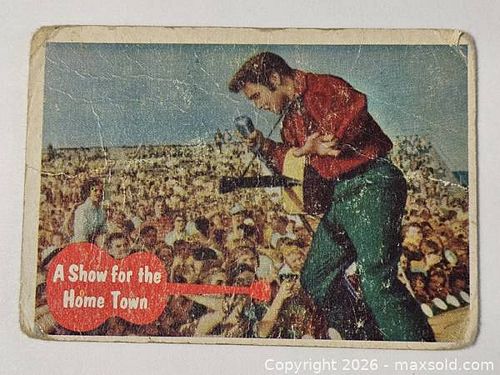 A Show for the
Home Town
Copyright © 2026 - maxsold.com